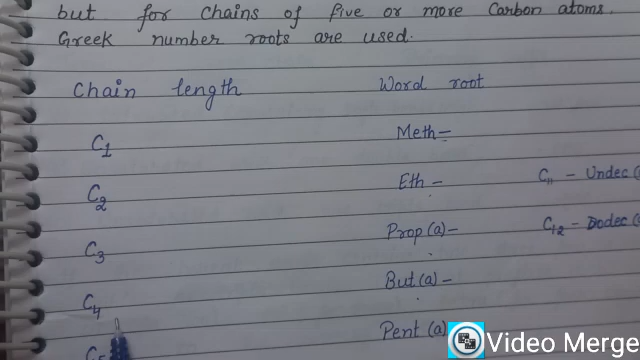 but for Chains of five or more Carbon atoms.
Greek number roots are used.
Chain length Word root
C1 Meth-
C2 Eth- C11 - Undec(
C3 Prop(a)- C12 - Dodec(
C4 But(a)-
C5 Pent(a)
Video Merge